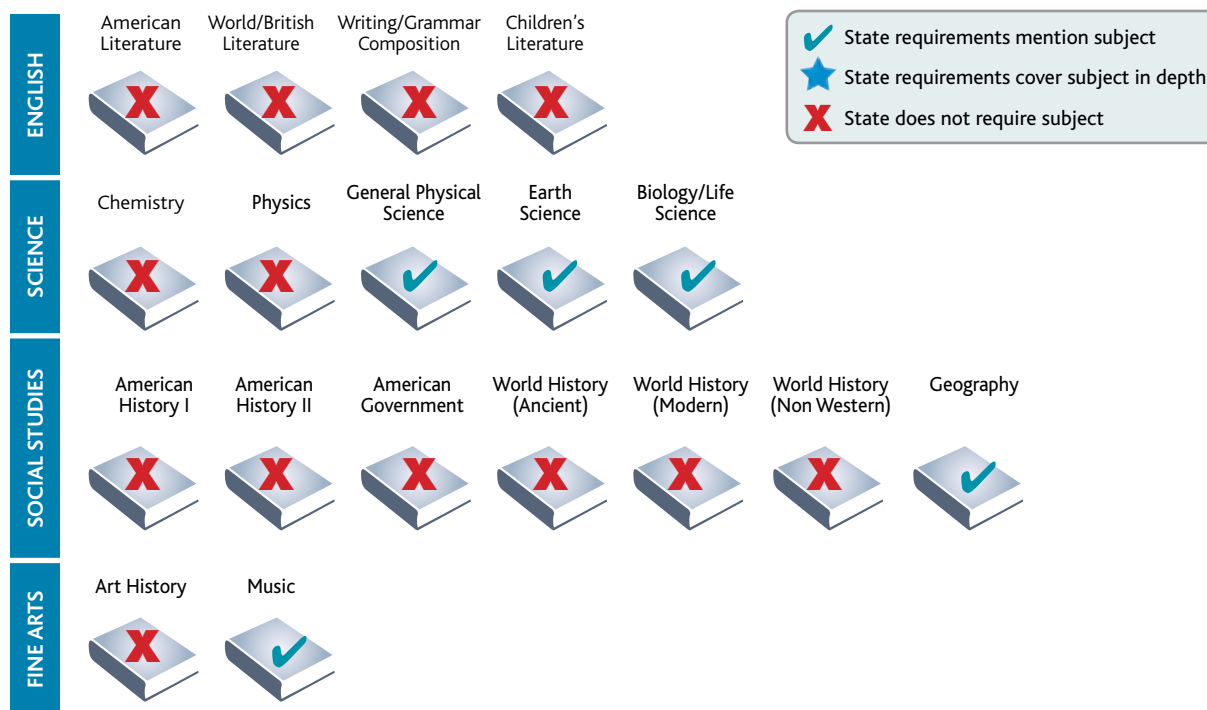 ENGLISH
American
Literature
World/British
Literature
Writing/Grammar
Composition
Children's
Literature
State requirements mention subject
State requirements cover subject in depth
State does not require subject
SCIENCE
Chemistry
Physics
General Physical
Science
Earth
Science
Biology/Life
Science
SOCIAL STUDIES
American
History I
American
History II
American
Government
World History
(Ancient)
World History
(Modern)
World History
(Non Western)
Geography
FINE ARTS
Art History
Music